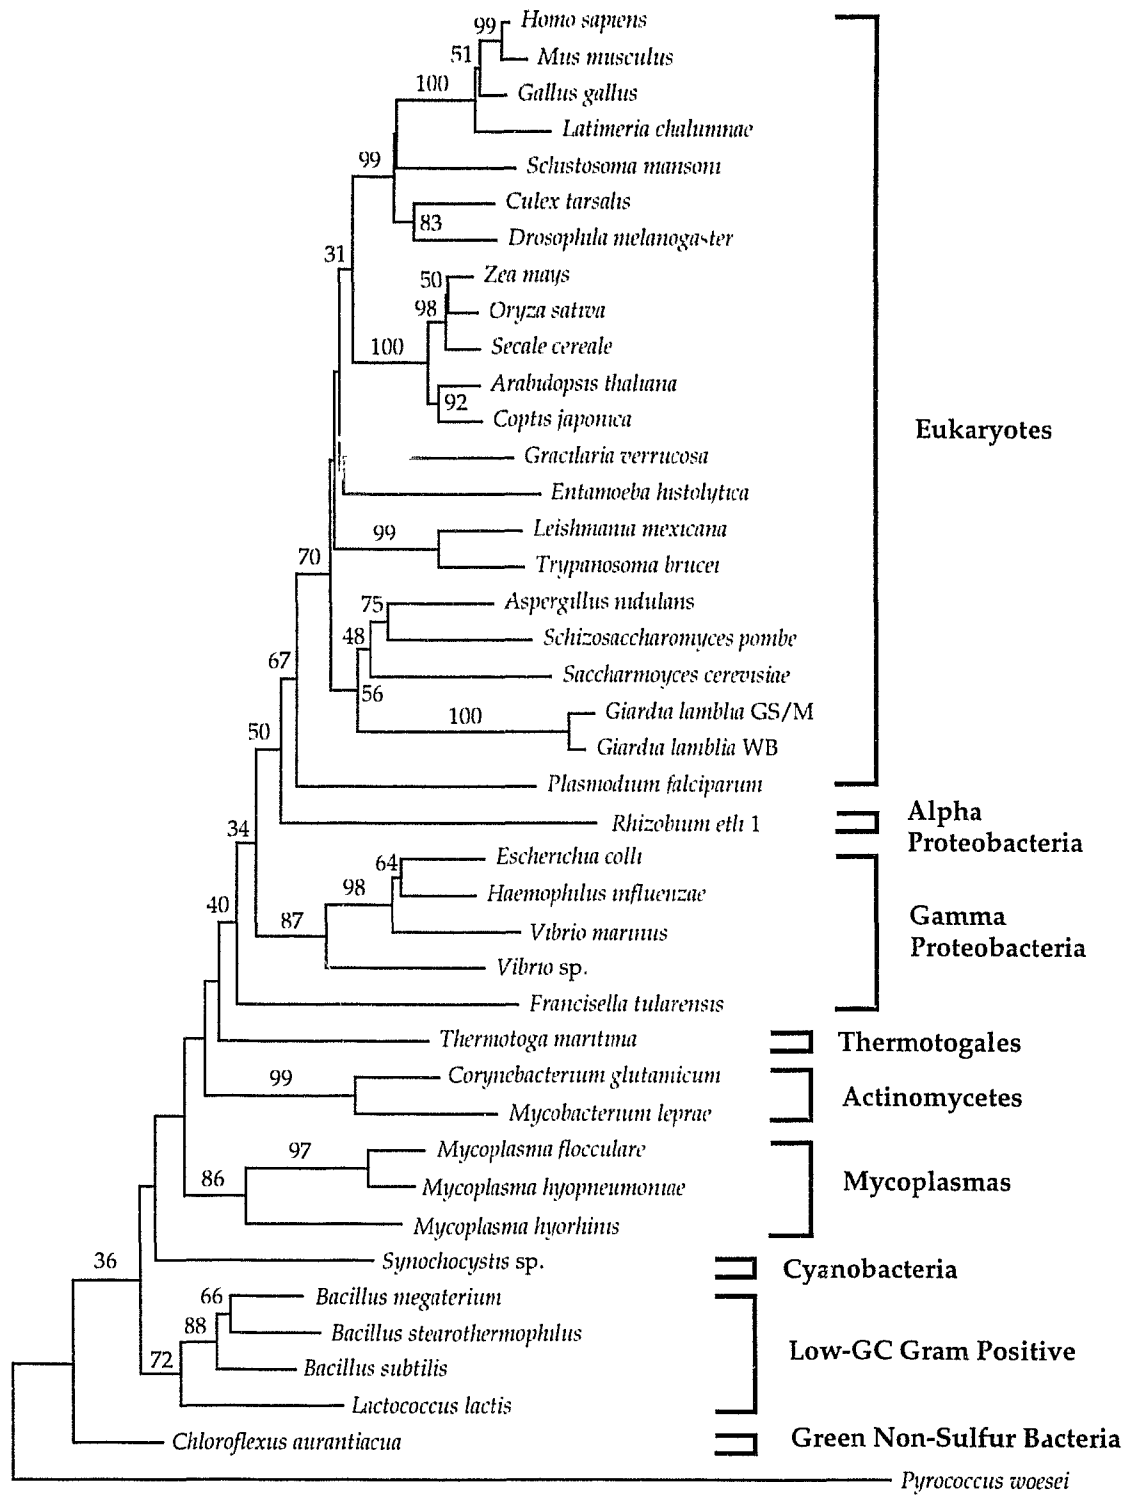 99
Homo sapiens
51
Mus musculus
100
Gallus gallus
Latimeria chalumnae
99
Schistosoma mansoni
Culex tarsalis
83
Drosophila melanogaster
31
50
Zea mays
98
Oryza sativa
100
Secale cereale
Arabidopsis thaliana
92
Coptis japonica
Eukaryotes
Gracilaria verrucosa
Entamoeba histolytica
99
Leishmania mexicana
70
Trypanosoma brucei
75
Aspergillus nidulans
48
Schizosaccharomyces pombe
67
Saccharmoyces cerevisiae
56
100
Giardia lamblia GS/M
50
Giardia lamblia WB
Plasmodium falciparum
34
Rhizobium etli 1
Alpha
Proteobacteria
64
Escherichia colli
98
Haemophilus influenzae
40
87
Vibrio marinus
Gamma
Proteobacteria
Vibrio sp.
Francisella tularensis
Thermotoga maritima
Thermotogales
99
Corynebacterium glutamicum
Actinomycetes
Mycobacterium leprae
97
Mycoplasma flocculare
86
Mycoplasma hyopneumoniae
Mycoplasmas
Mycoplasma hyorhinis
36
Synochocystis sp.
Cyanobacteria
66
Bacillus megaterium
88
Bacillus stearothermophilus
72
Bacillus subtilis
Low-GC Gram Positive
Lactococcus lactis
Chloroflexus aurantiacua
Green Non-Sulfur Bacteria
Pyrococcus woesei